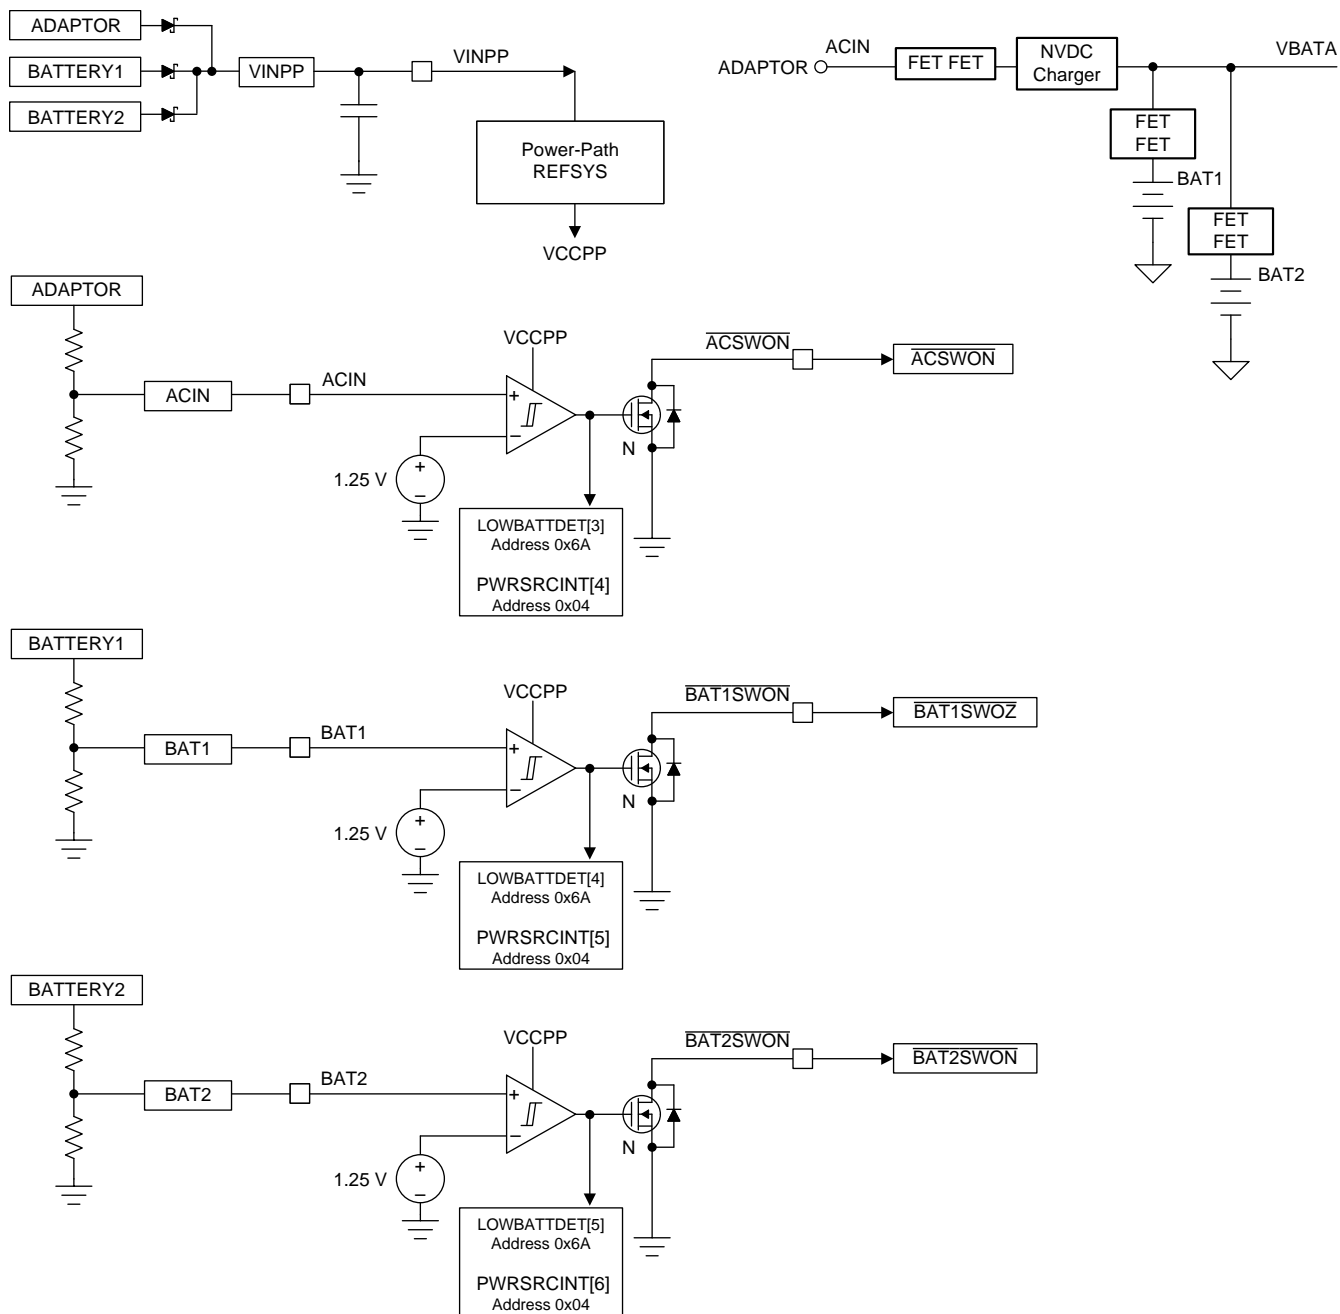 ADAPTOR
BATTERY1
BATTERY2
VINPP
VINPP
Power-Path
REFSYS
VCCPP
ADAPTOR
ACIN
FET FET
NVDC
Charger
VBATA
FET
FET
BAT1
FET
FET
BAT2
ADAPTOR
ACIN
ACIN
VCCPP
+
−
1.25 V
+
−
N
ACSWON
ACSWON
LOWBATTDET[3]
Address 0x6A
PWRSRCINT[4]
Address 0x04
BATTERY1
BAT1
BAT1
VCCPP
+
−
1.25 V
+
−
N
BAT1SWON
BAT1SWOZ
LOWBATTDET[4]
Address 0x6A
PWRSRCINT[5]
Address 0x04
BATTERY2
BAT2
BAT2
VCCPP
+
−
1.25 V
+
−
N
BAT2SWON
BAT2SWON
LOWBATTDET[5]
Address 0x6A
PWRSRCINT[6]
Address 0x04